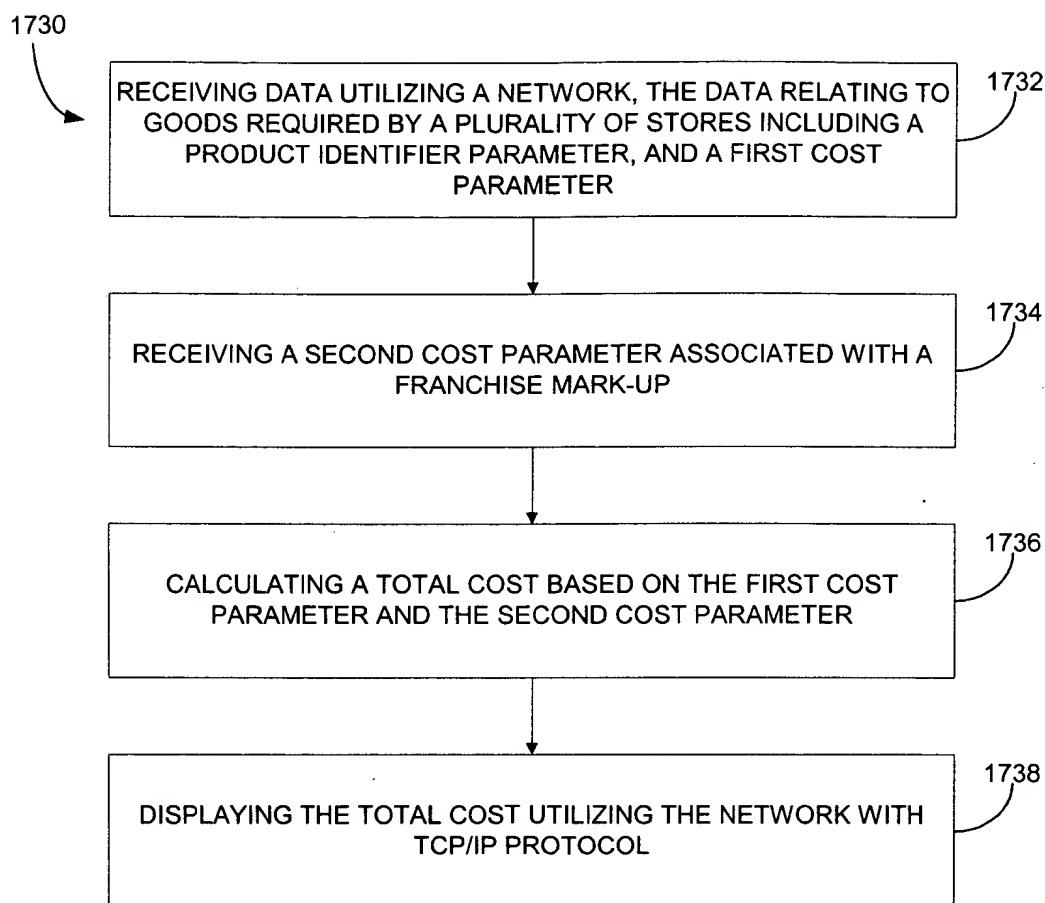 1730
RECEIVING DATA UTILIZING A NETWORK, THE DATA RELATING TO
GOODS REQUIRED BY A PLURALITY OF STORES INCLUDING A
PRODUCT IDENTIFIER PARAMETER, AND A FIRST COST
PARAMETER
1732
RECEIVING A SECOND COST PARAMETER ASSOCIATED WITH A
FRANCHISE MARK-UP
1734
CALCULATING A TOTAL COST BASED ON THE FIRST COST
PARAMETER AND THE SECOND COST PARAMETER
1736
DISPLAYING THE TOTAL COST UTILIZING THE NETWORK WITH
TCP/IP PROTOCOL
1738